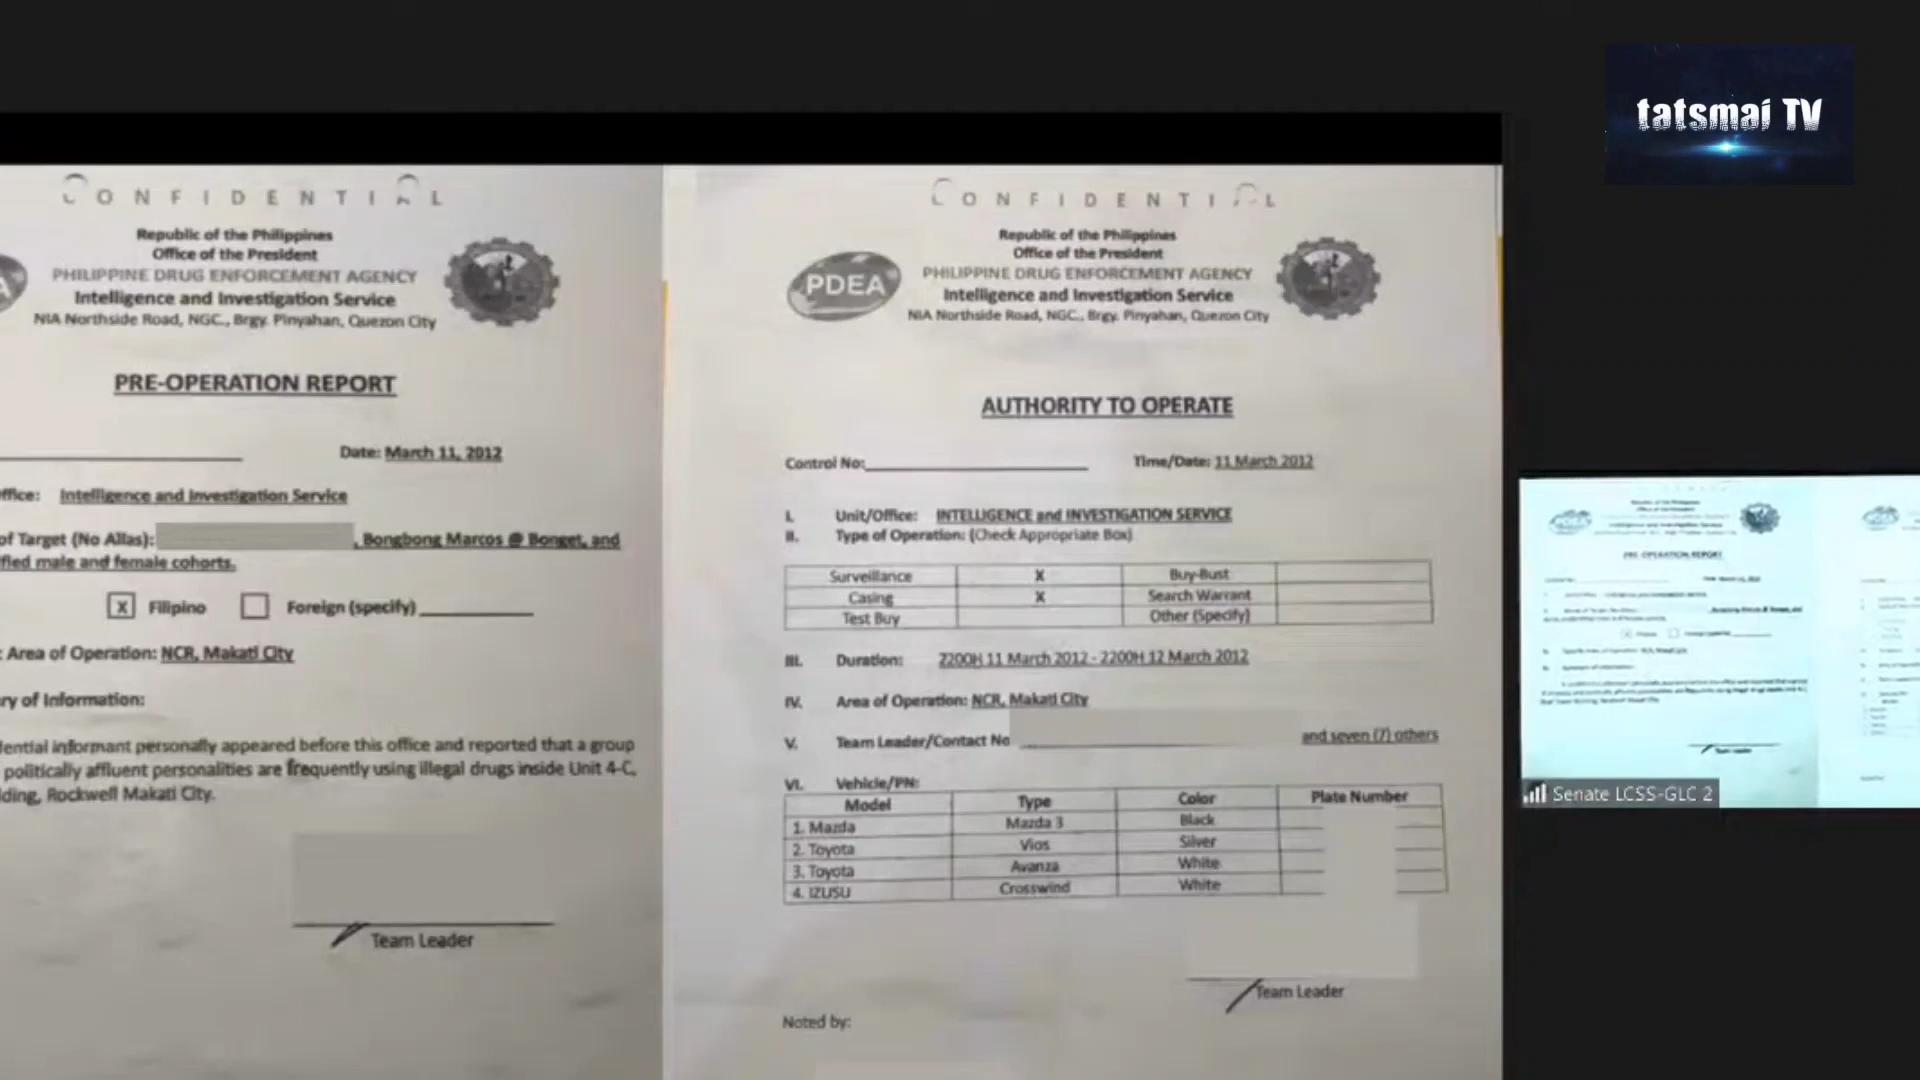 tatsmai TV
CONFIDENTIAL
Republic of the Philippines
Office of the President
PHILIPPINE DRUG ENFORCEMENT AGENCY
Intelligence and Investigation Service
NIA Northside Road, NGC., Brgy. Pinyahan, Quezon City
PRE-OPERATION REPORT
Date: March 11, 2012
ffice: Intelligence and Investigation Service
of Target (No Alias): , Bongbong Marcos @ Bonget, and
fied male and female cohorts.
X Filipino Foreign (specify)
: Area of Operation: NCR, Makati City
ry of Information:
dential informant personally appeared before this office and reported that a group
politically affluent personalities are frequently using illegal drugs inside Unit 4-C,
ding, Rockwell Makati City.
Team Leader
CONFIDENTIAL
Republic of the Philippines
Office of the President
PDEA
PHILIPPINE DRUG ENFORCEMENT AGENCY
Intelligence and Investigation Service
NIA Northside Road, NGC., Brgy. Pinyahan, Quezon City
AUTHORITY TO OPERATE
Control No: Time/Date: 11 March 2012
I. Unit/Office: INTELLIGENCE and INVESTIGATION SERVICE
II. Type of Operation: (Check Appropriate Box)
Surveillance X Buy-Bust
Casing X Search Warrant
Test Buy Other (Specify)
III. Duration: 2200H 11 March 2012 - 2200H 12 March 2012
IV. Area of Operation: NCR, Makati City
V. Team Leader/Contact No and seven (7) others
VI. Vehicle/PN:
Model Type Color Plate Number
1. Mazda Mazda 3 Black
2. Toyota Vios Silver
3. Toyota Avanza White
4. IZUSU Crosswind White
Team Leader
Noted by:
PRE-OPERATION REPORT
Team Leader
Senate LCSS-GLC 2